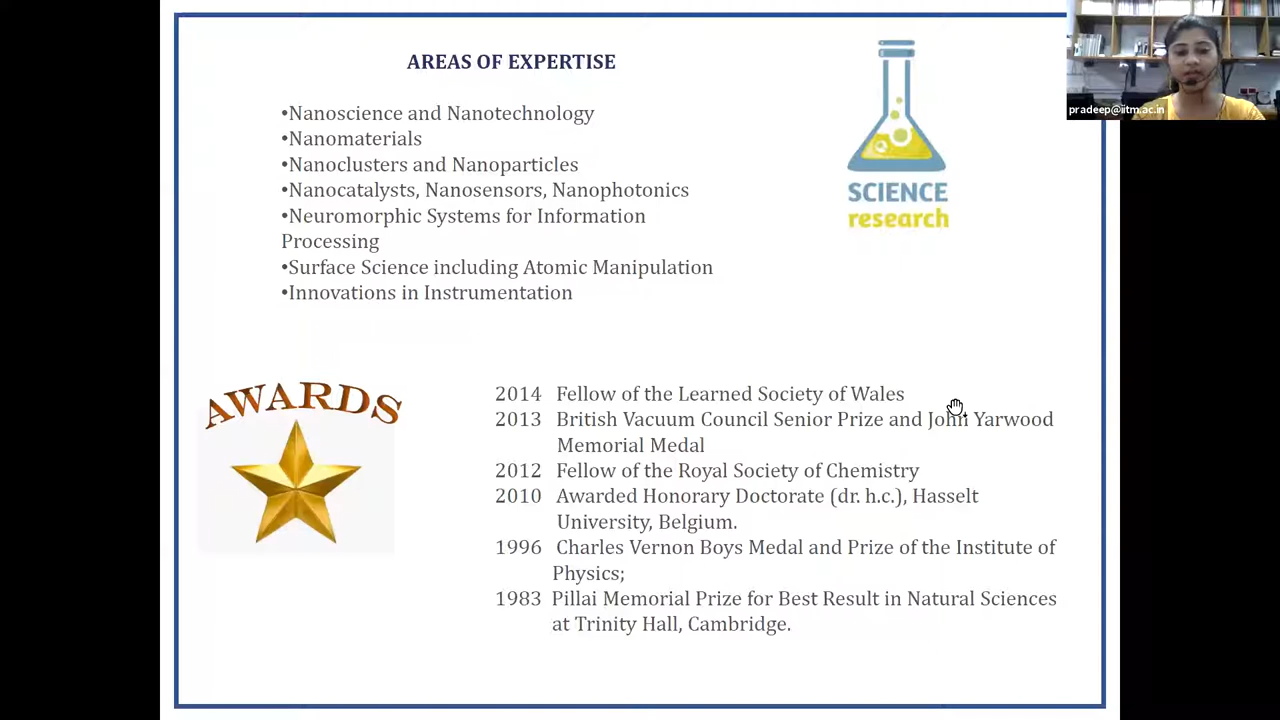 AREAS OF EXPERTISE
•Nanoscience and Nanotechnology
•Nanomaterials
•Nanoclusters and Nanoparticles
•Nanocatalysts, Nanosensors, Nanophotonics
•Neuromorphic Systems for Information
Processing
•Surface Science including Atomic Manipulation
•Innovations in Instrumentation
SCIENCE
research
pradeep@iitm.ac.in
AWARDS
2014 Fellow of the Learned Society of Wales
2013 British Vacuum Council Senior Prize and John Yarwood
Memorial Medal
2012 Fellow of the Royal Society of Chemistry
2010 Awarded Honorary Doctorate (dr. h.c.), Hasselt
University, Belgium.
1996 Charles Vernon Boys Medal and Prize of the Institute of
Physics;
1983 Pillai Memorial Prize for Best Result in Natural Sciences
at Trinity Hall, Cambridge.